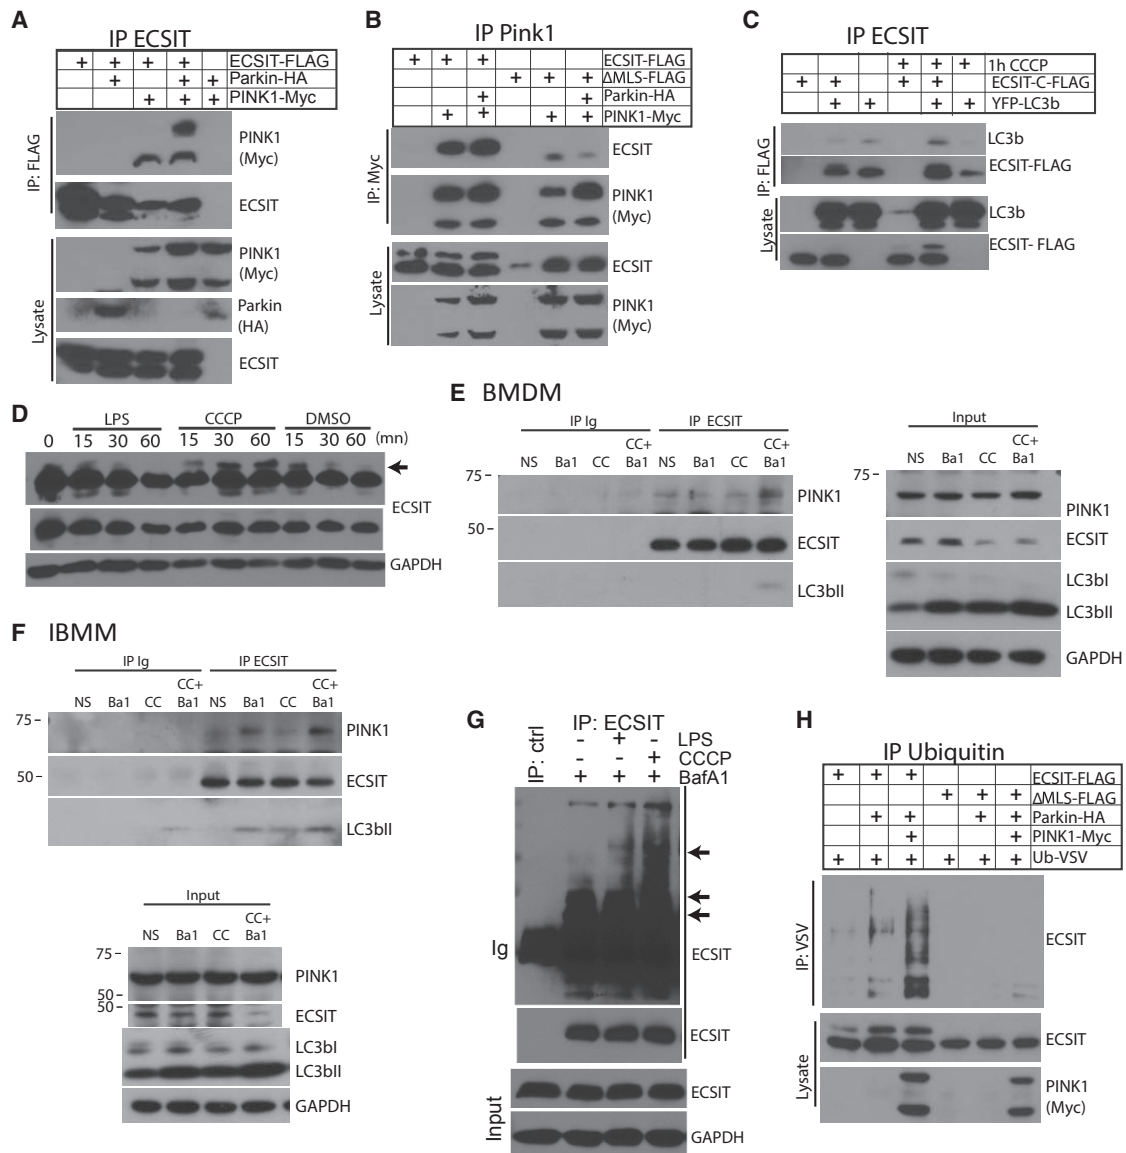 A
IP ECSIT
+ + + + ECSIT-FLAG
+ + + Parkin-HA
+ + + PINK1-Myc
IP: FLAG
PINK1
(Myc)
ECSIT
Lysate
PINK1
(Myc)
Parkin
(HA)
ECSIT
B
IP Pink1
+ + + ECSIT-FLAG
+ + + ΔMLS-FLAG
+ + Parkin-HA
+ + + + PINK1-Myc
IP: Myc
ECSIT
PINK1
(Myc)
Lysate
ECSIT
PINK1
(Myc)
C
IP ECSIT
+ + + 1h CCCP
+ + + + ECSIT-C-FLAG
+ + + + YFP-LC3b
IP: FLAG
LC3b
ECSIT-FLAG
Lysate
LC3b
ECSIT- FLAG
D
LPS CCCP DMSO
0 15 30 60 15 30 60 15 30 60 (mn)
ECSIT
GAPDH
E BMDM
IP Ig IP ECSIT
NS Ba1 CC CC+ Ba1 NS Ba1 CC CC+ Ba1
75
PINK1
50
ECSIT
LC3bII
Input
NS Ba1 CC CC+ Ba1
75
PINK1
ECSIT
LC3bI
LC3bII
GAPDH
F IBMM
IP Ig IP ECSIT
NS Ba1 CC CC+ Ba1 NS Ba1 CC CC+ Ba1
75
PINK1
50
ECSIT
LC3bII
Input
NS Ba1 CC CC+ Ba1
75
PINK1
50
50
ECSIT
LC3bI
LC3bII
GAPDH
G
IP: ctrl
IP: ECSIT
- + - LPS
- - + CCCP
+ + + BafA1
Ig
ECSIT
ECSIT
Input
ECSIT
GAPDH
H
IP Ubiquitin
+ + + ECSIT-FLAG
+ + + ΔMLS-FLAG
+ + + + Parkin-HA
+ + PINK1-Myc
+ + + + + + Ub-VSV
IP: VSV
ECSIT
Lysate
ECSIT
PINK1
(Myc)